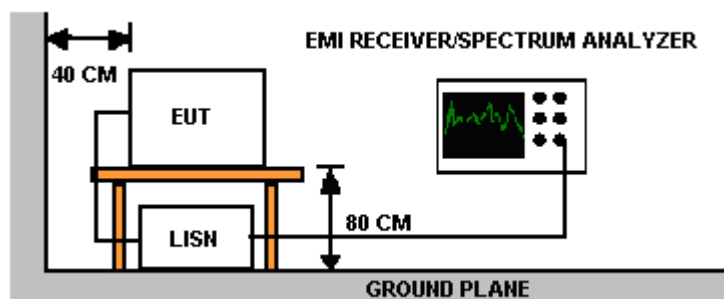 EMI RECEIVER/SPECTRUM ANALYZER
40 CM
EUT
LISN
80 CM
GROUND PLANE